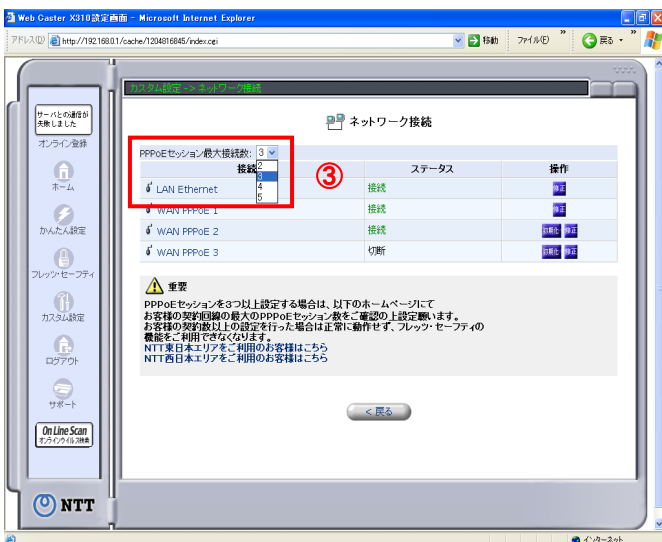 Web Caster X310設定画面 - Microsoft Internet Explorer
アドレス(D) http://192.168.0.1/cache/1204816845/index.cgi 移動 ファイル(F) » 戻る »
カスタム設定 -> ネットワーク接続
サーバとの通信が
失敗しました
オンライン登録
ホーム
かんたん設定
フレッツ・セーフティ
カスタム設定
ログアウト
サポート
On Line Scan
オンラインウイルス検索
NTT
ネットワーク接続
PPPoEセッション最大接続数: 3
2
3
4
5
③
接続 ステータス 操作
LAN Ethernet 接続 修正
WAN PPPoE 1 接続 修正
WAN PPPoE 2 接続 初期化 修正
WAN PPPoE 3 切断 初期化 修正
重要
PPPoEセッションを3つ以上設定する場合は、以下のホームページにて
お客様の契約回線の最大のPPPoEセッション数をご確認の上設定願います。
お客様の契約数以上の設定を行った場合は正常に動作せず、フレッツ・セーフティの
機能をご利用できなくなります。
NTT東日本エリアをご利用のお客様はこちら
NTT西日本エリアをご利用のお客様はこちら
< 戻る
インターネット